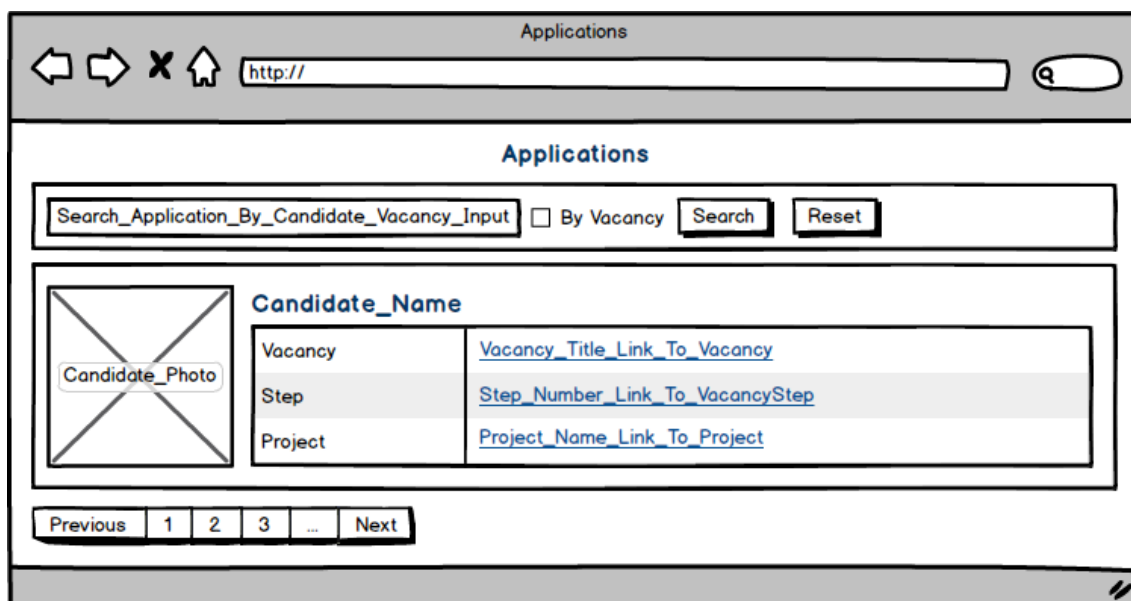 Applications
http://
Applications
Search_Application_By_Candidate_Vacancy_Input By Vacancy Search Reset
Candidate_Photo
Candidate_Name
Vacancy Vacancy_Title_Link_To_Vacancy
Step Step_Number_Link_To_VacancyStep
Project Project_Name_Link_To_Project
Previous 1 2 3 ... Next